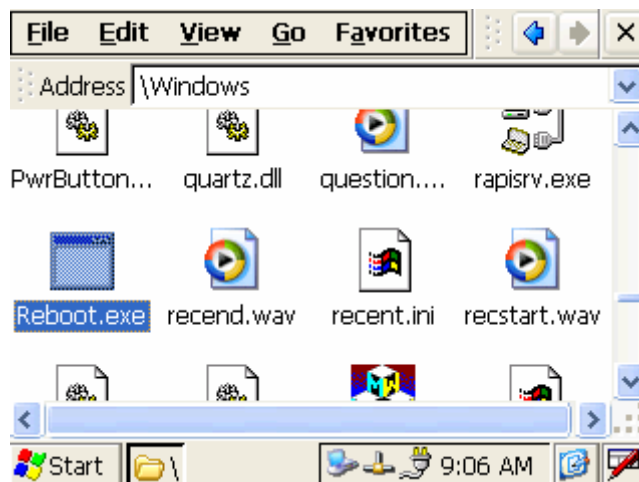 File Edit View Go Favorites
Address \Windows
PwrButton... quartz.dll question.... rapisrv.exe
Reboot.exe recend.wav recent.ini recstart.wav
Start \ 9:06 AM